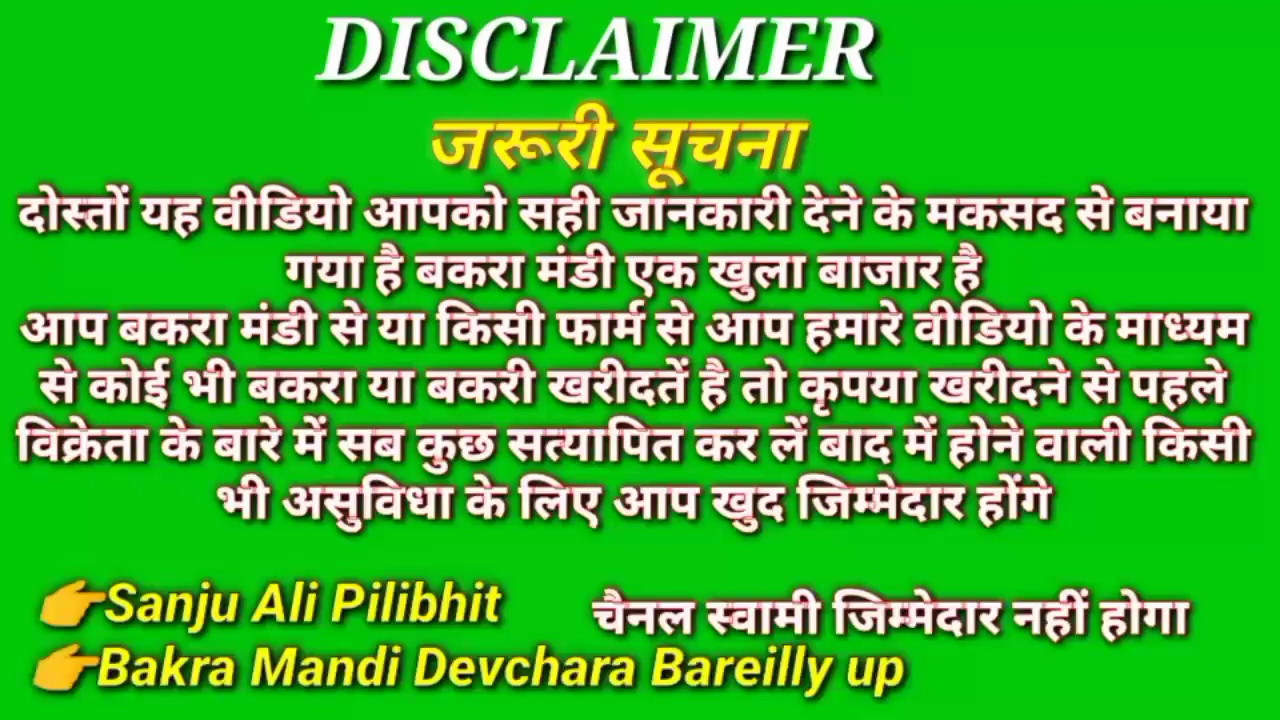 DISCLAIMER
जरूरी सूचना
दोस्तों यह वीडियो आपको सही जानकारी देने के मकसद से बनाया
गया है बकरा मंडी एक खुला बाजार है
आप बकरा मंडी से या किसी फार्म से आप हमारे वीडियो के माध्यम
से कोई भी बकरा या बकरी खरीदतें है तो कृपया खरीदने से पहले
विक्रेता के बारे में सब कुछ सत्यापित कर लें बाद में होने वाली किसी
भी असुविधा के लिए आप खुद जिम्मेदार होंगे
👉Sanju Ali Pilibhit
चैनल स्वामी जिम्मेदार नहीं होगा
👉Bakra Mandi Devchara Bareilly up